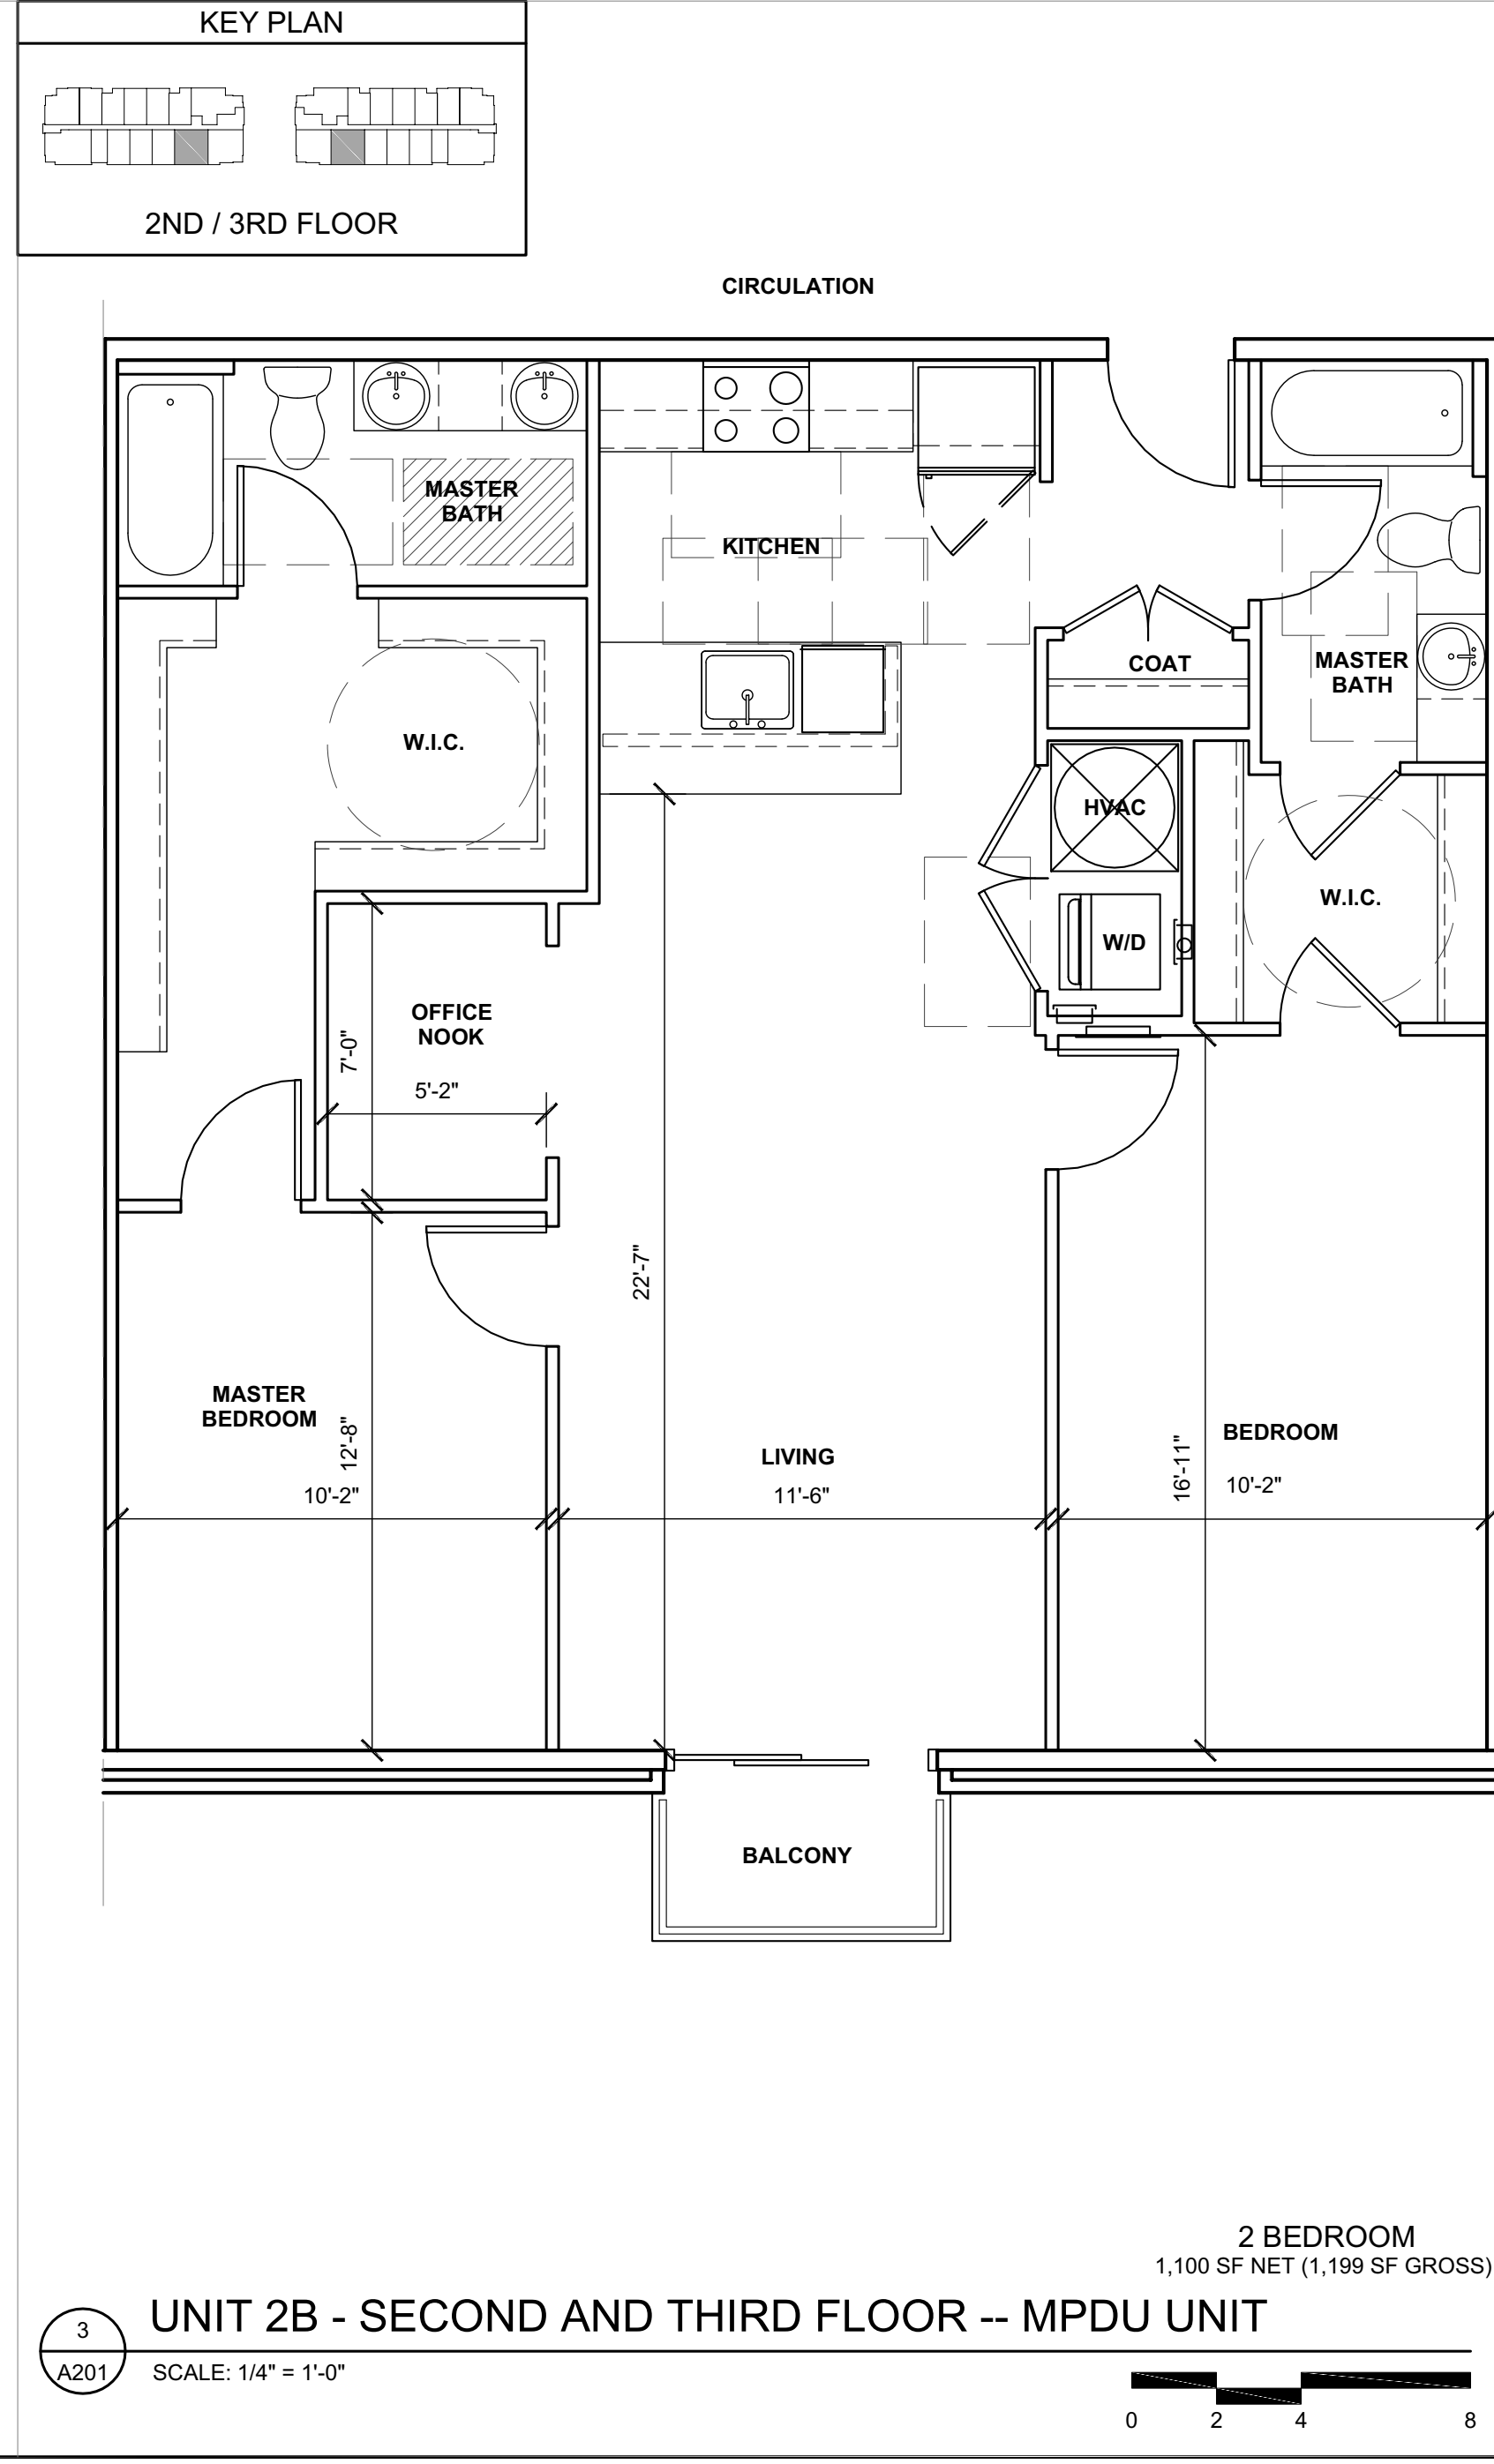 KEY PLAN
2ND / 3RD FLOOR
CIRCULATION
MASTER
BATH
KITCHEN
COAT
MASTER
BATH
W.I.C.
HVAC
W.I.C.
W/D
OFFICE
NOOK
7'-0"
5'-2"
22'-7"
MASTER
BEDROOM
12'-8"
10'-2"
LIVING
11'-6"
BEDROOM
16'-11"
10'-2"
BALCONY
2 BEDROOM
1,100 SF NET (1,199 SF GROSS)
3
A201
UNIT 2B - SECOND AND THIRD FLOOR -- MPDU UNIT
SCALE: 1/4" = 1'-0"
0 2 4 8